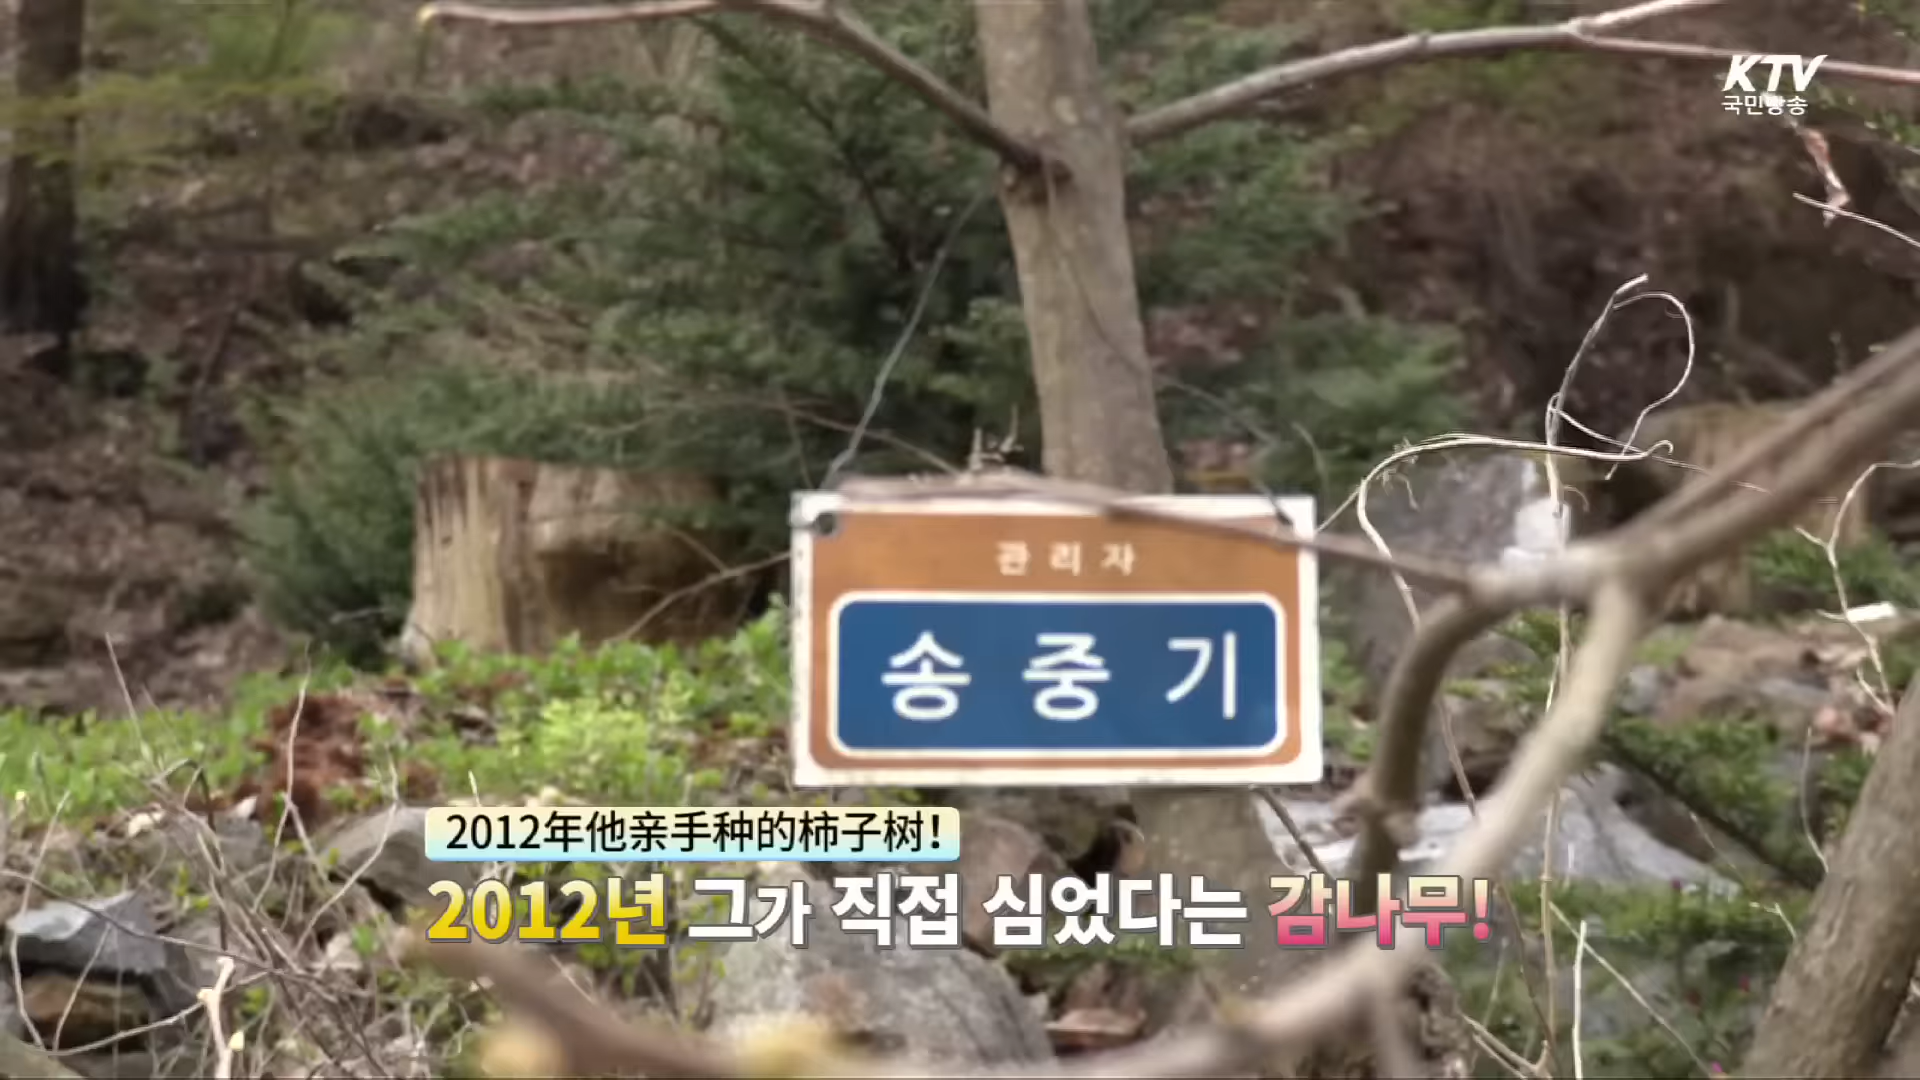 KTV
국민방송
관리자
송중기
2012年他亲手种的柿子树!
2012년 그가 직접 심었다는 감나무!